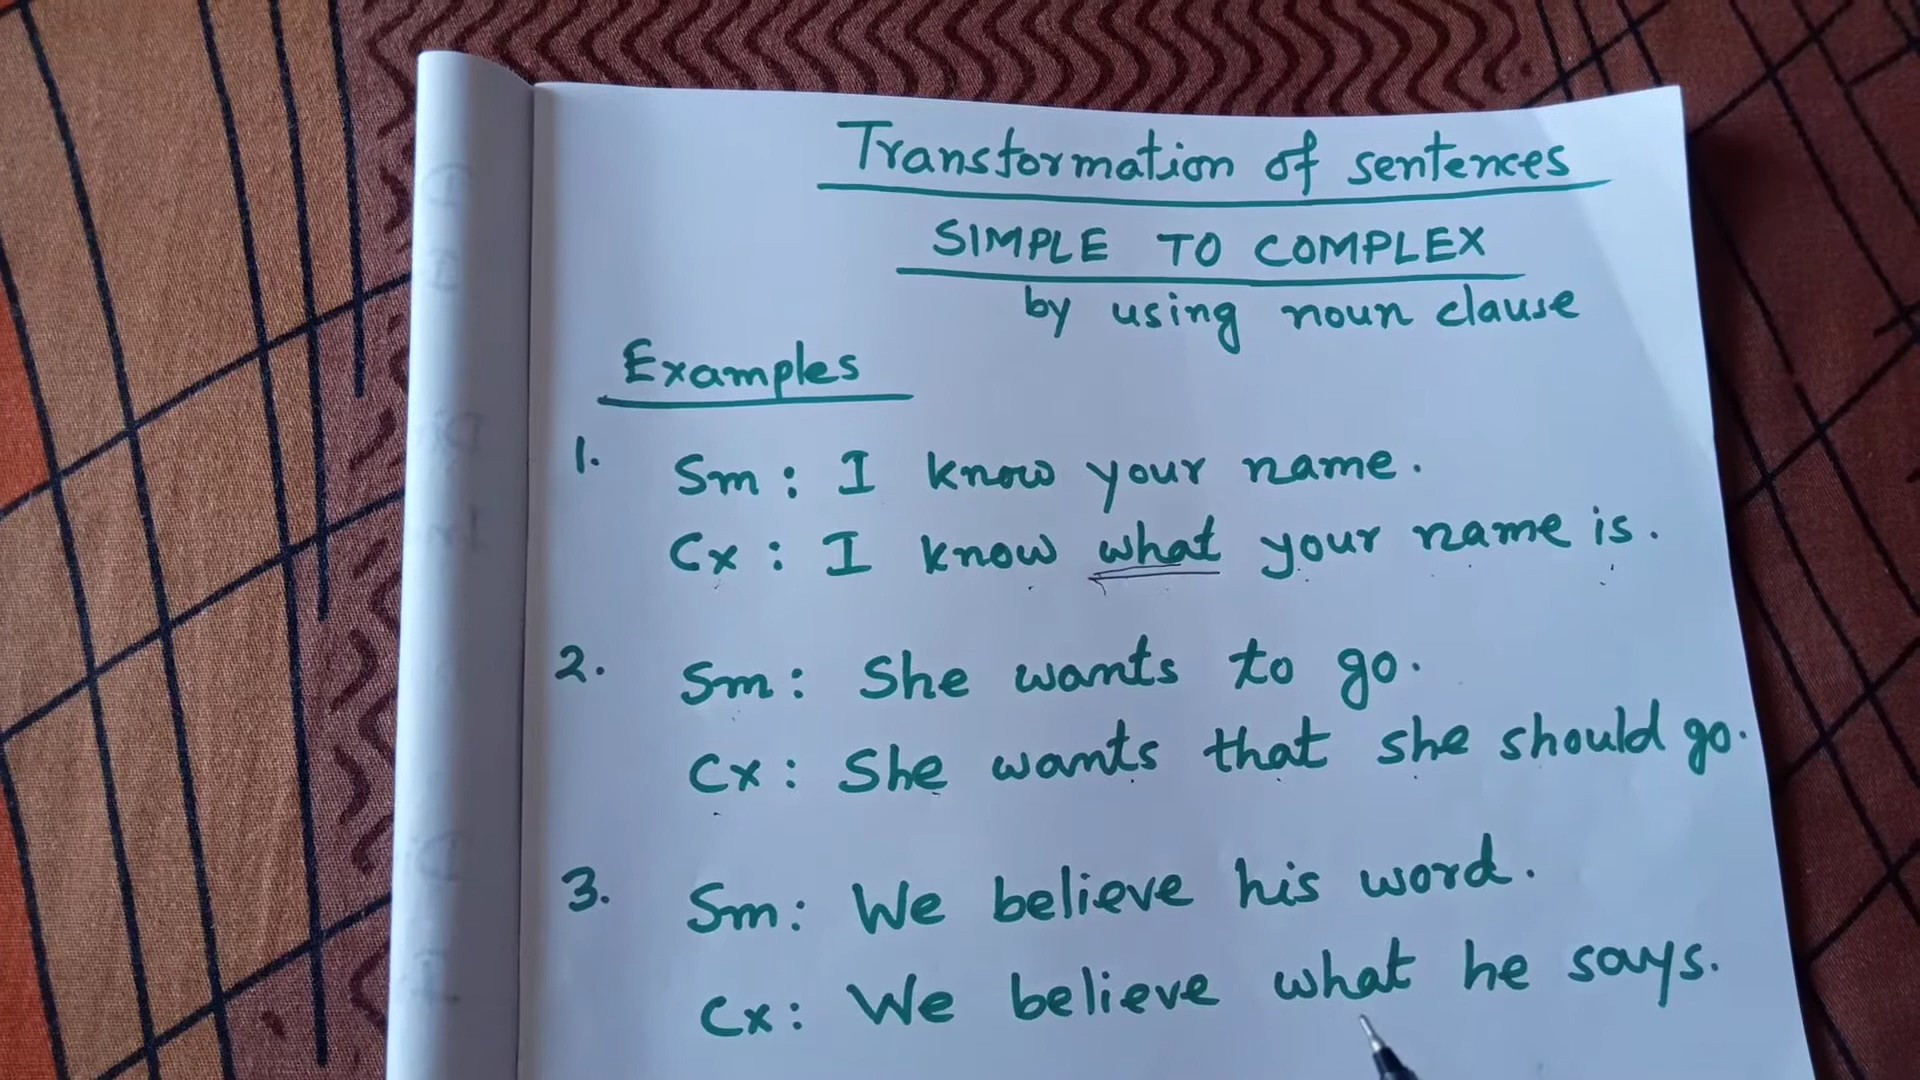 Transformation of sentences
SIMPLE TO COMPLEX
by using noun clause
Examples
1. Sm : I know your name.
Cx : I know what your name is.
2. Sm : She wants to go.
Cx : She wants that she should go.
3. Sm : We believe his word.
Cx : We believe what he says.